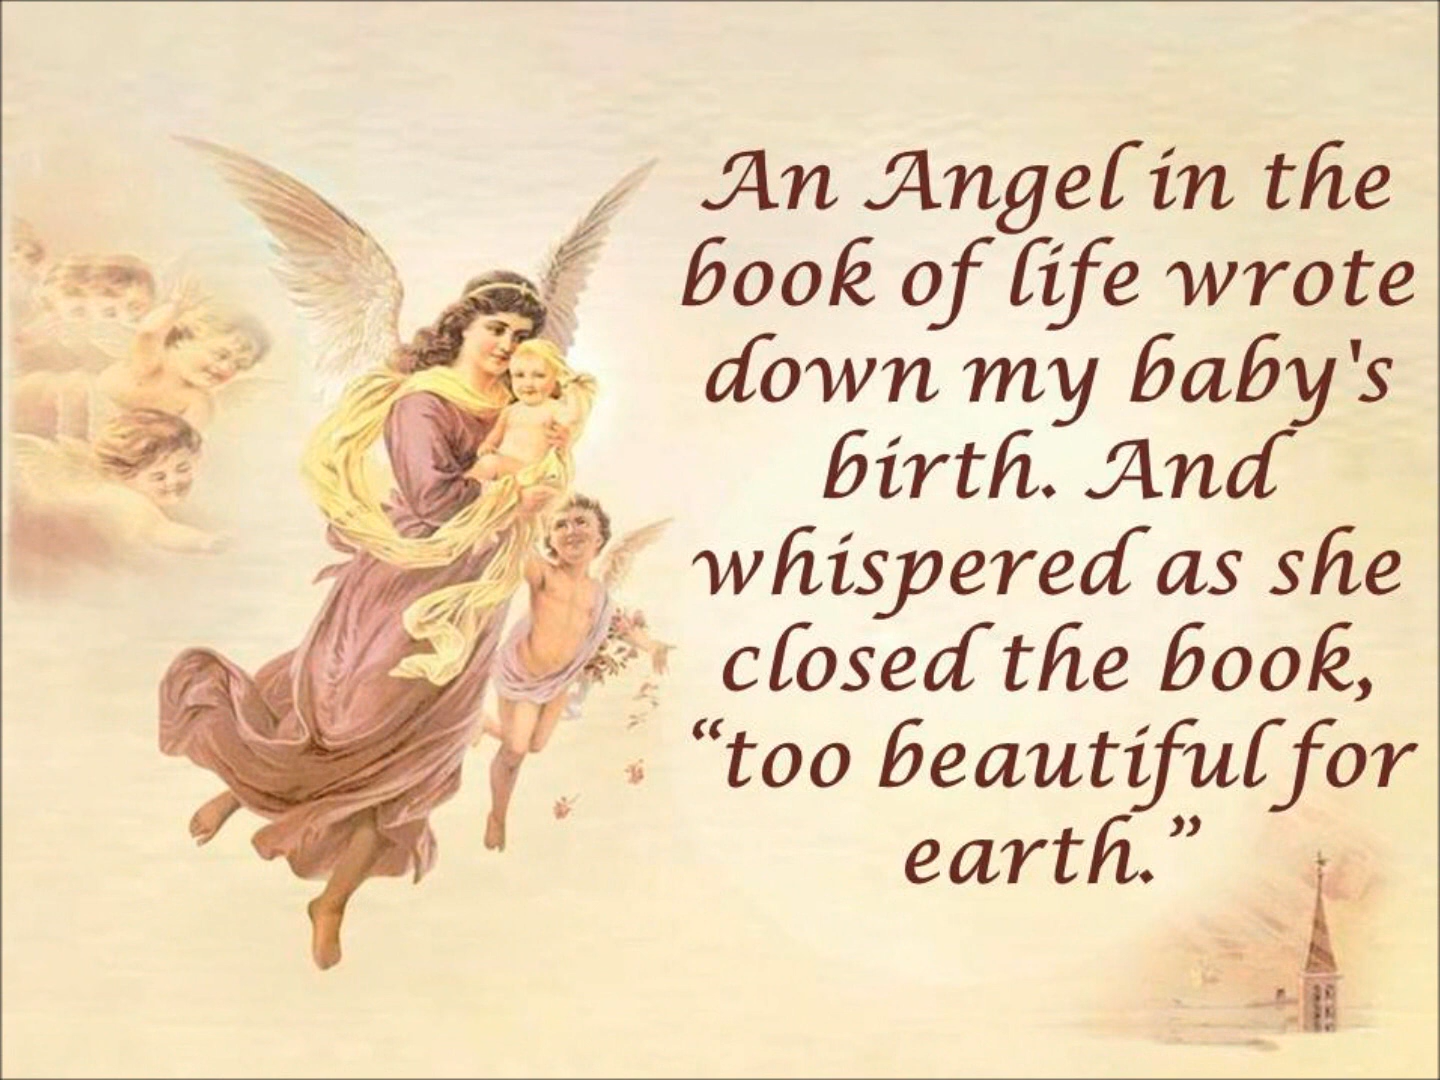 An Angel in the
book of life wrote
down my baby's
birth. And
whispered as she
closed the book,
“too beautiful for
earth.”